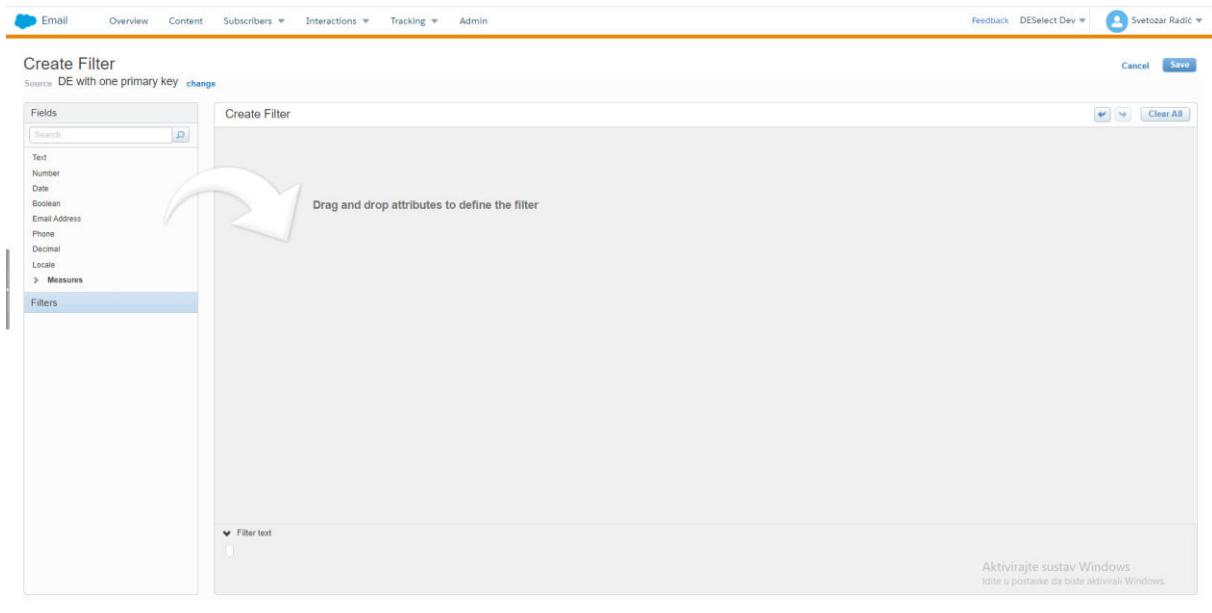 Email Overview Content Subscribers Interactions Tracking Admin Feedback DESelect Dev Svetozar Radić
Create Filter
Cancel Save
Source DE with one primary key change
Fields
Create Filter
Clear All
Search
Text
Number
Date
Boolean
Email Address
Phone
Decimal
Locale
Measures
Filters
Drag and drop attributes to define the filter
Filter text
Aktivirajte sustav Windows
Idite u postavke da biste aktivirali Windows.